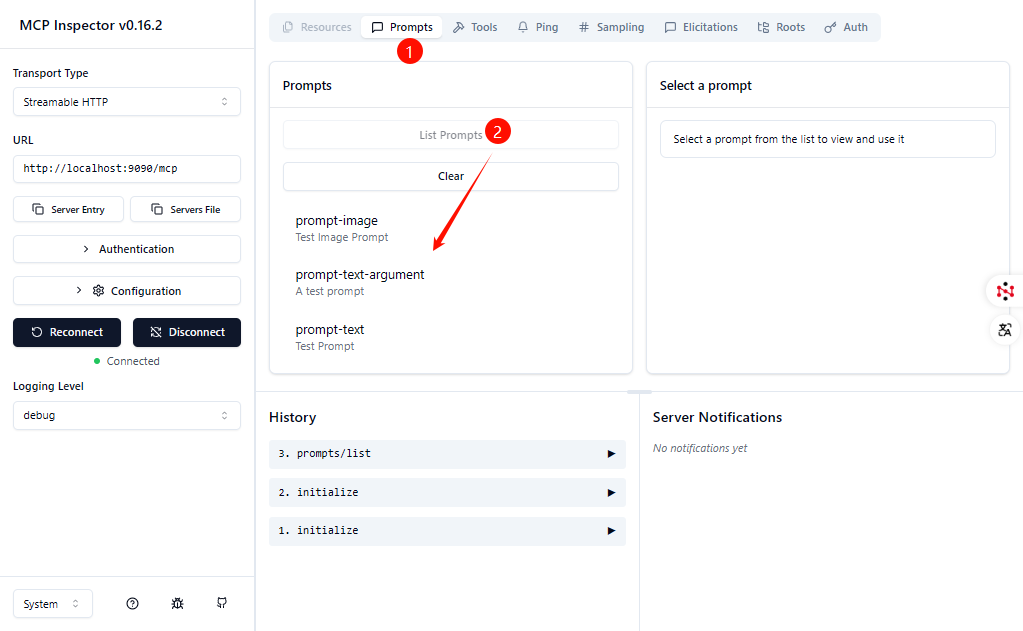 MCP Inspector v0.16.2
Transport Type
Streamable HTTP
URL
http://localhost:9090/mcp
Server Entry
Servers File
Authentication
Configuration
Reconnect
Disconnect
Connected
Logging Level
debug
System
Resources
Prompts
Tools
Ping
Sampling
Elicitations
Roots
Auth
1
Prompts
List Prompts
2
Clear
prompt-image
Test Image Prompt
prompt-text-argument
A test prompt
prompt-text
Test Prompt
Select a prompt
Select a prompt from the list to view and use it
History
3. prompts/list
2. initialize
1. initialize
Server Notifications
No notifications yet